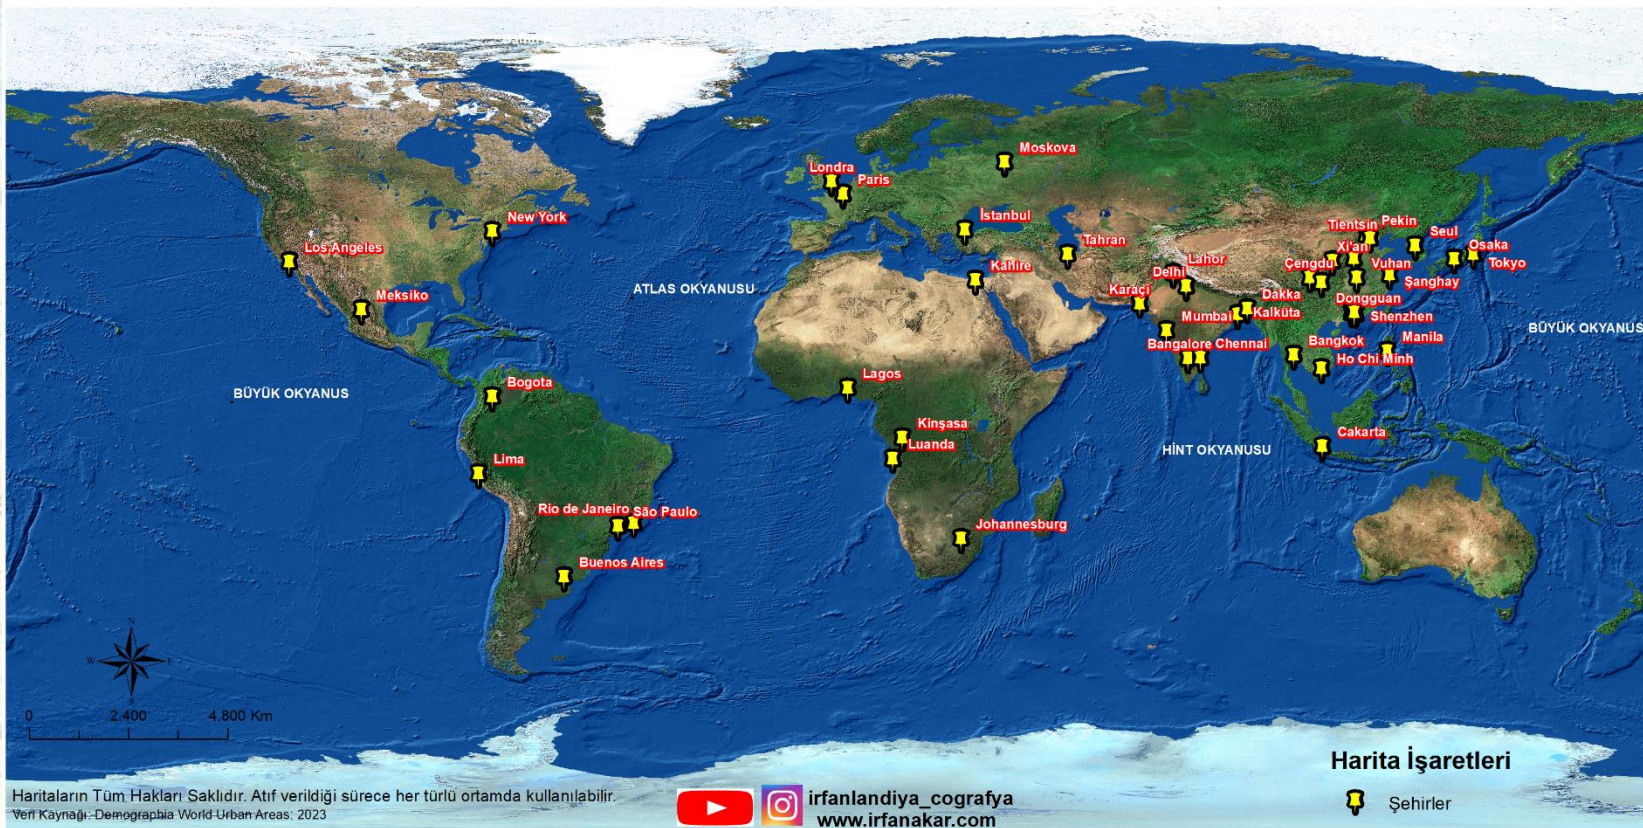 Moskova
Londra
Paris
New York
İstanbul
Tientsin
Pekin
Seul
Los Angeles
Tahran
Xi'an
Osaka
Kahire
Lahor
Çengdu
Vuhan
Tokyo
Delhi
Şanghay
ATLAS OKYANUSU
Karaçi
Dakka
Dongguan
Meksiko
Mumbai
Kalküta
Shenzhen
BÜYÜK OKYANUS
Bangalore
Chennai
Bangkok
Manila
Ho Chi Minh
Lagos
Bogota
BÜYÜK OKYANUS
Kinşasa
Luanda
Cakarta
HİNT OKYANUSU
Lima
Rio de Janeiro
São Paulo
Johannesburg
Buenos Aires
N
W
E
S
0 2.400 4.800 Km
Harita İşaretleri
Şehirler
Haritaların Tüm Hakları Saklıdır. Atıf verildiği sürece her türlü ortamda kullanılabilir.
Veri Kaynağı: Demographia World Urban Areas: 2023
irfanlandiya_cografya
www.irfanakar.com